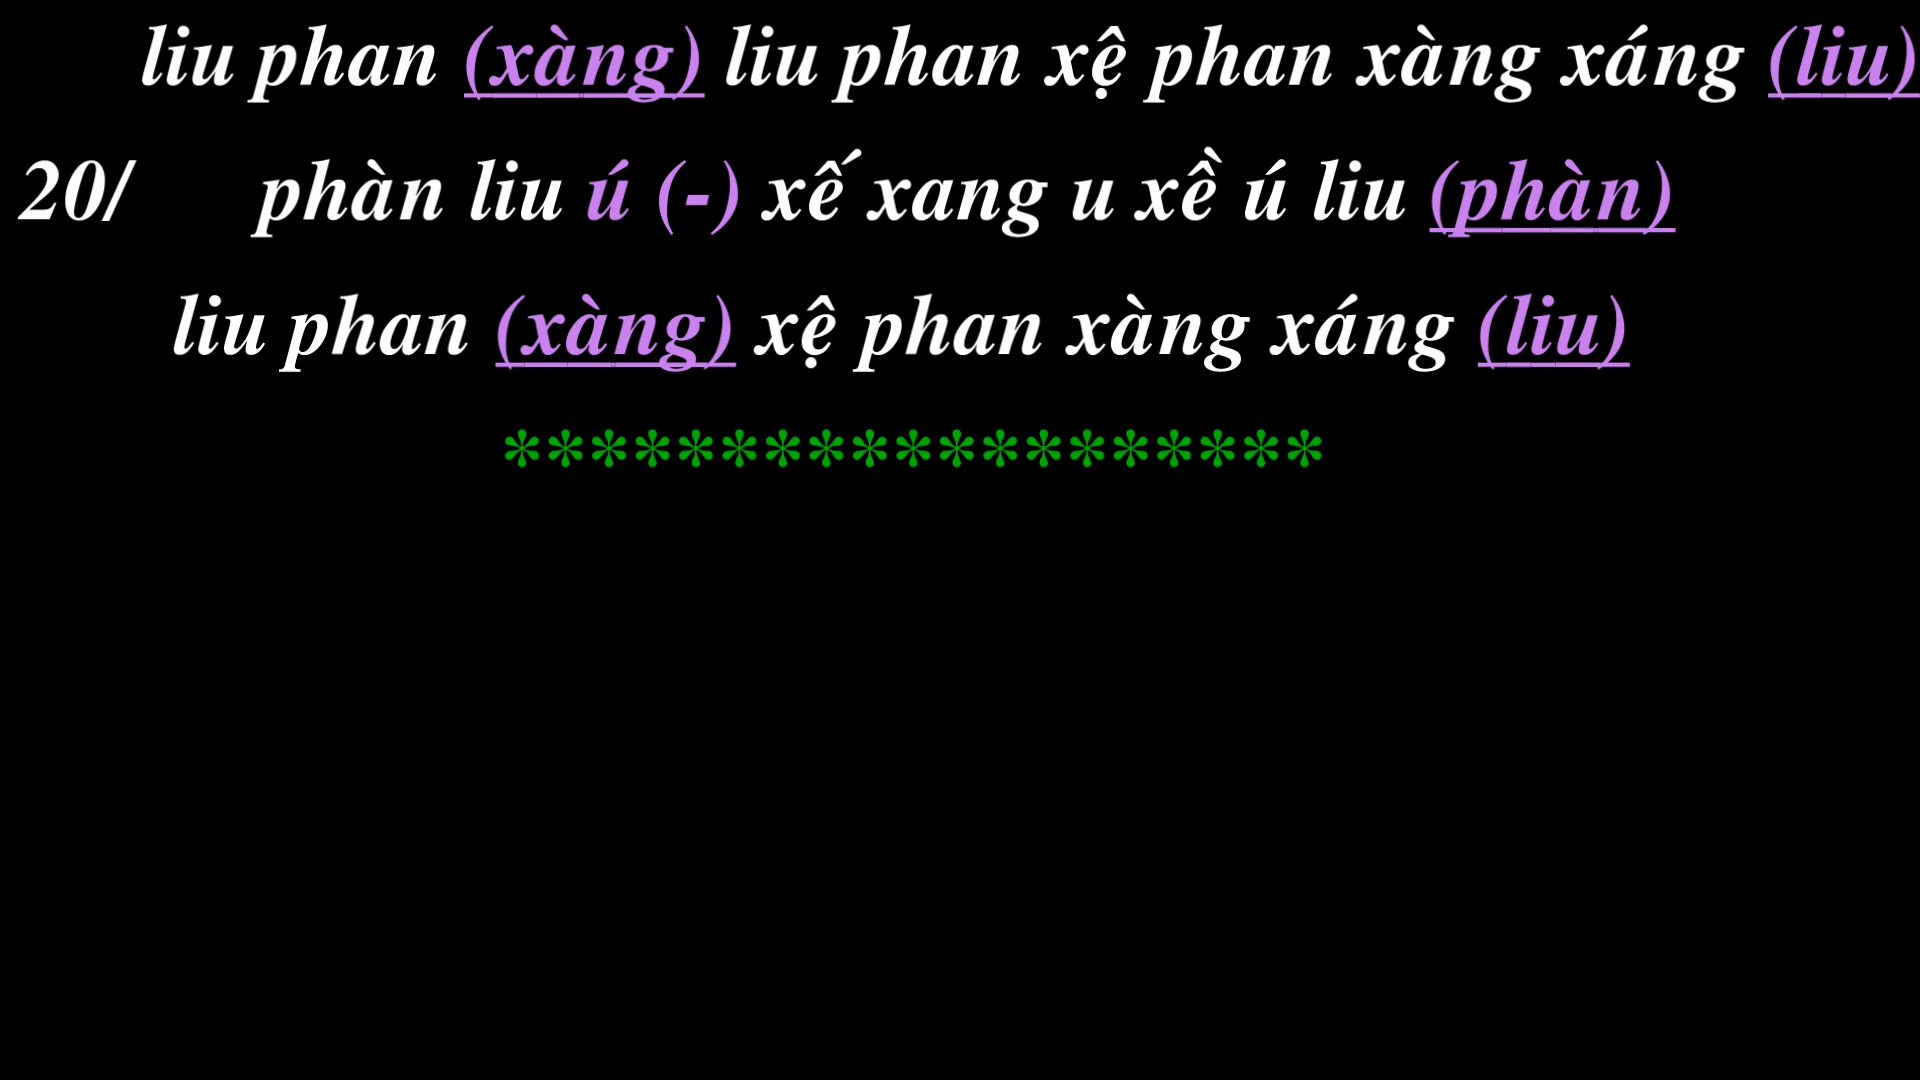 liu phan (xàng) liu phan xệ phan xàng xáng (liu)
20/ phàn liu ú (-) xế xang u xề ú liu (phàn)
liu phan (xàng) xệ phan xàng xáng (liu)
*******************